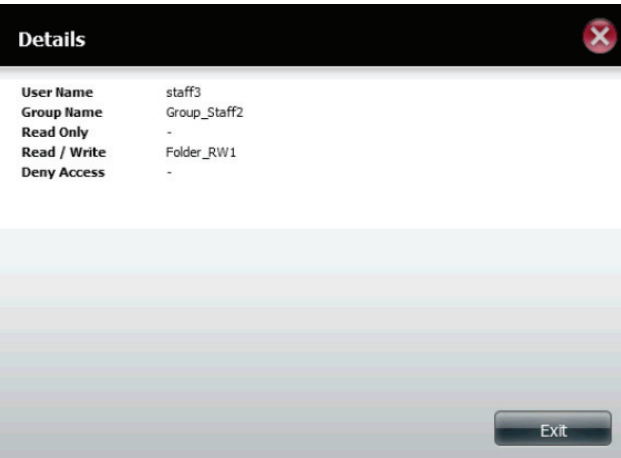 Details
User Name staff3
Group Name Group_Staff2
Read Only -
Read / Write Folder_RW1
Deny Access -
Exit